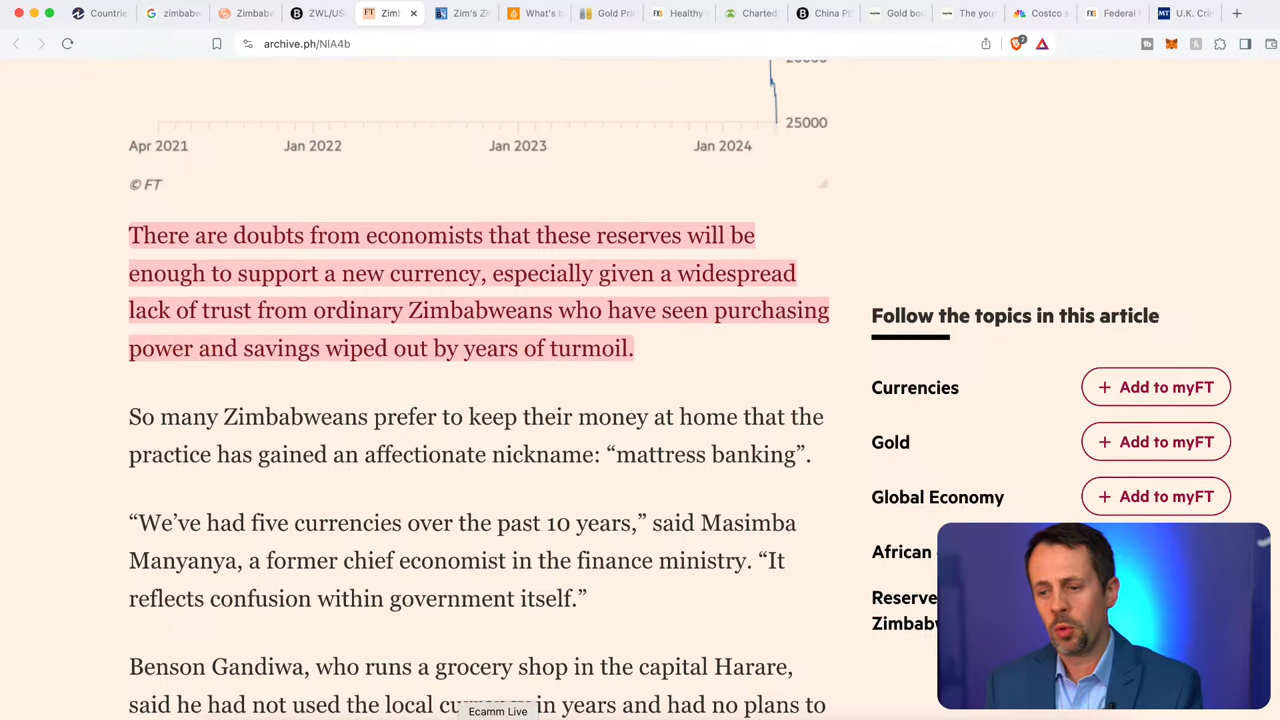 Countrie
zimbabw
Zimbabw
ZWL/US
Zimb
Zim's Z
What's b
Gold Pri
Healthy
Charted
China PB
Gold boo
The you
Costco s
Federal
U.K. Crin
archive.ph/NIA4b
2
25000
Apr 2021
Jan 2022
Jan 2023
Jan 2024
© FT
There are doubts from economists that these reserves will be
enough to support a new currency, especially given a widespread
lack of trust from ordinary Zimbabweans who have seen purchasing
power and savings wiped out by years of turmoil.
So many Zimbabweans prefer to keep their money at home that the
practice has gained an affectionate nickname: “mattress banking”.
“We’ve had five currencies over the past 10 years,” said Masimba
Manyanya, a former chief economist in the finance ministry. “It
reflects confusion within government itself.”
Benson Gandiwa, who runs a grocery shop in the capital Harare,
said he had not used the local in years and had no plans to
Ecamm Live
Follow the topics in this article
Currencies
+ Add to myFT
Gold
+ Add to myFT
Global Economy
+ Add to myFT
African
Reserve
Zimbabw